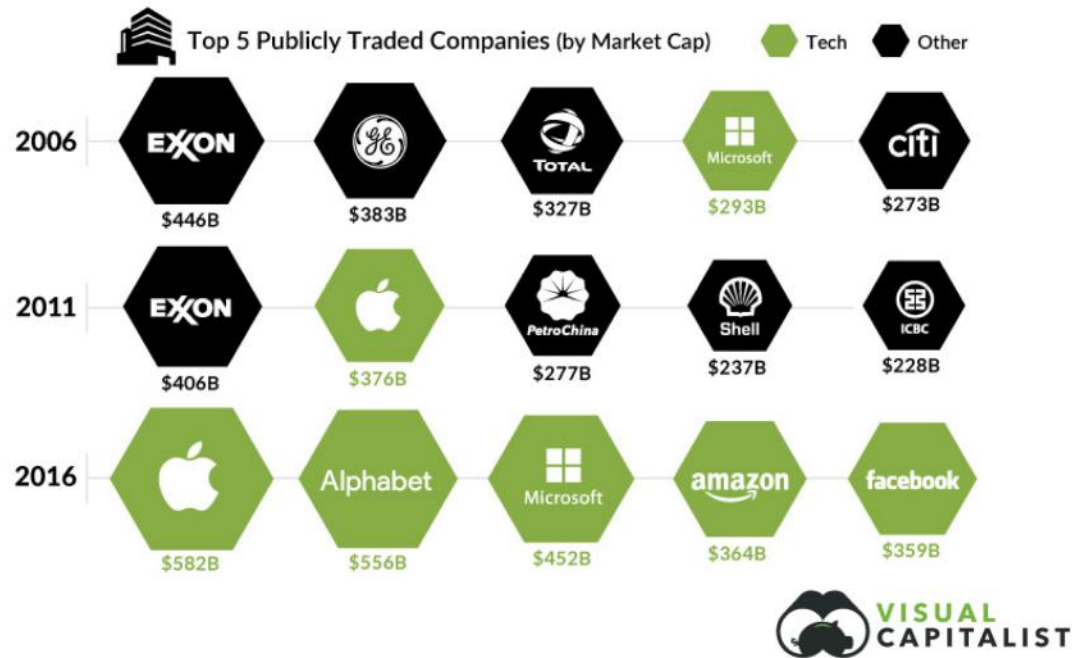 Top 5 Publicly Traded Companies (by Market Cap)
Tech
Other
2006
EXXON
GE
TOTAL
Microsoft
citi
$446B
$383B
$327B
$293B
$273B
2011
EXXON
PetroChina
Shell
ICBC
$406B
$376B
$277B
$237B
$228B
2016
Alphabet
Microsoft
amazon
facebook
$582B
$556B
$452B
$364B
$359B
VISUAL
CAPITALIST